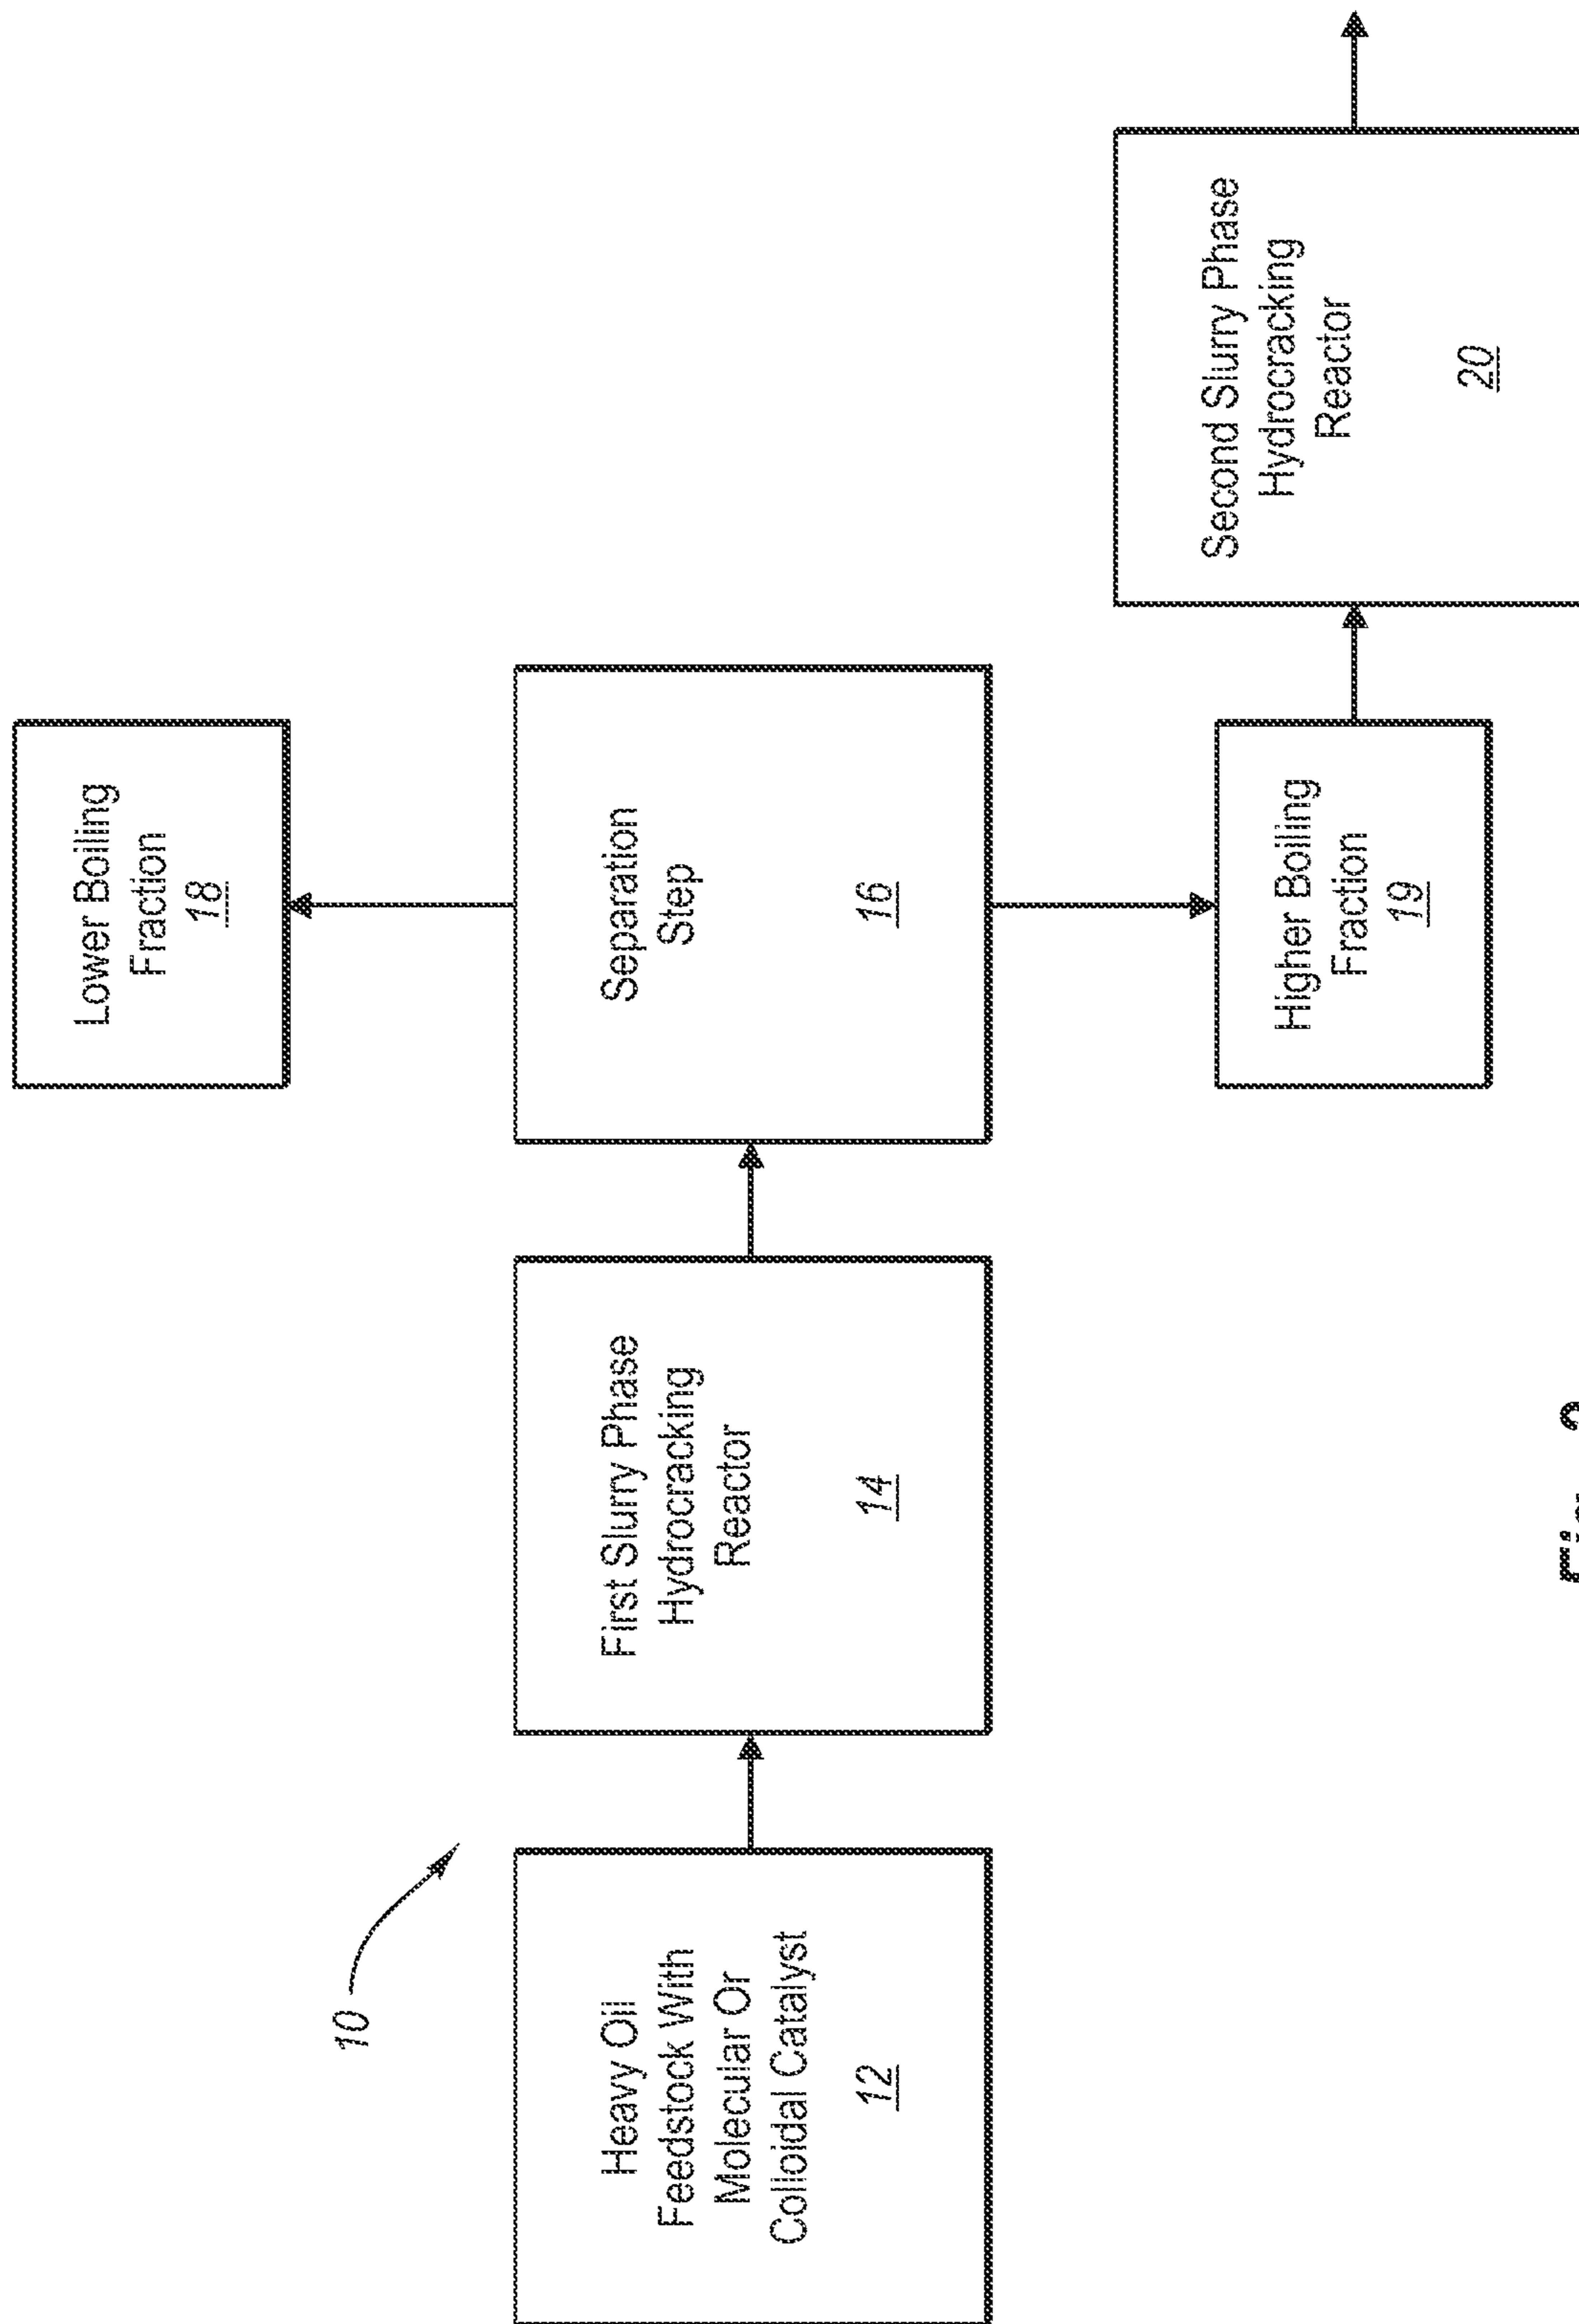 10
Heavy Oil
Feedstock With
Molecular Or
Colloidal Catalyst
12
First Slurry Phase
Hydrocracking
Reactor
14
Separation
Step
16
Lower Boiling
Fraction
18
Higher Boiling
Fraction
19
Second Slurry Phase
Hydrocracking
Reactor
20